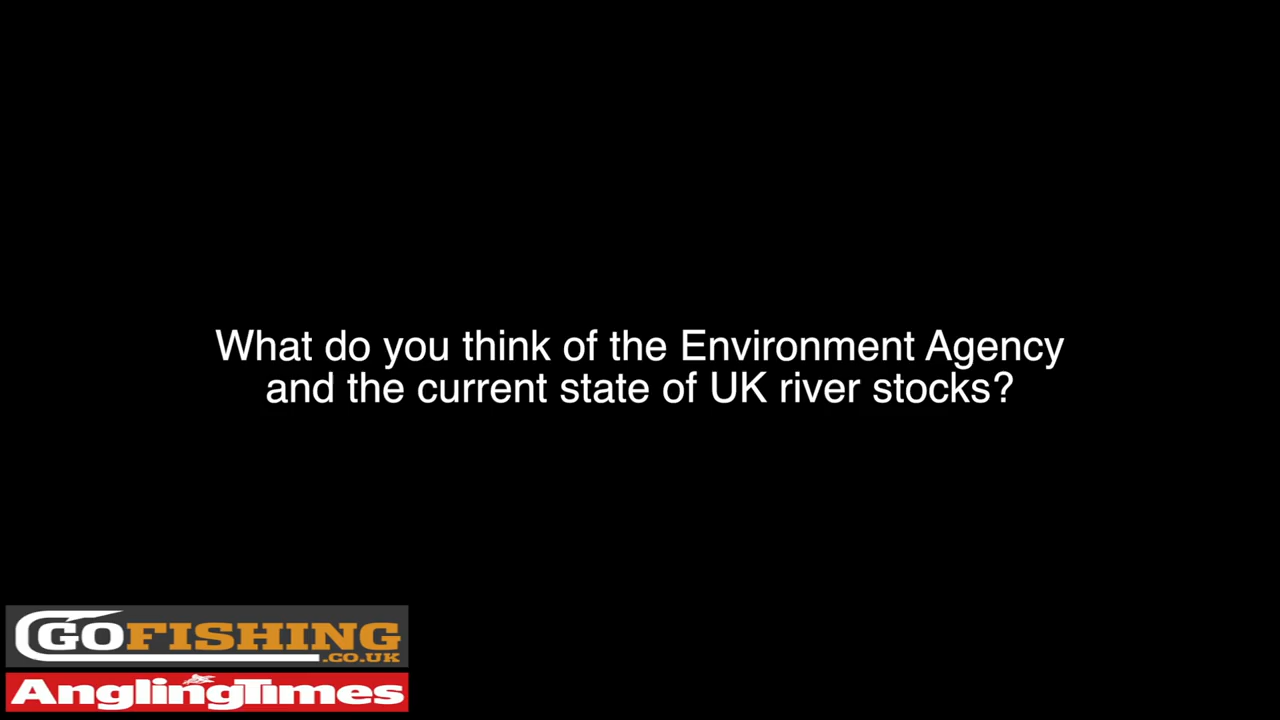 What do you think of the Environment Agency
and the current state of UK river stocks?
GOFISHING
.CO.UK
AnglingTimes